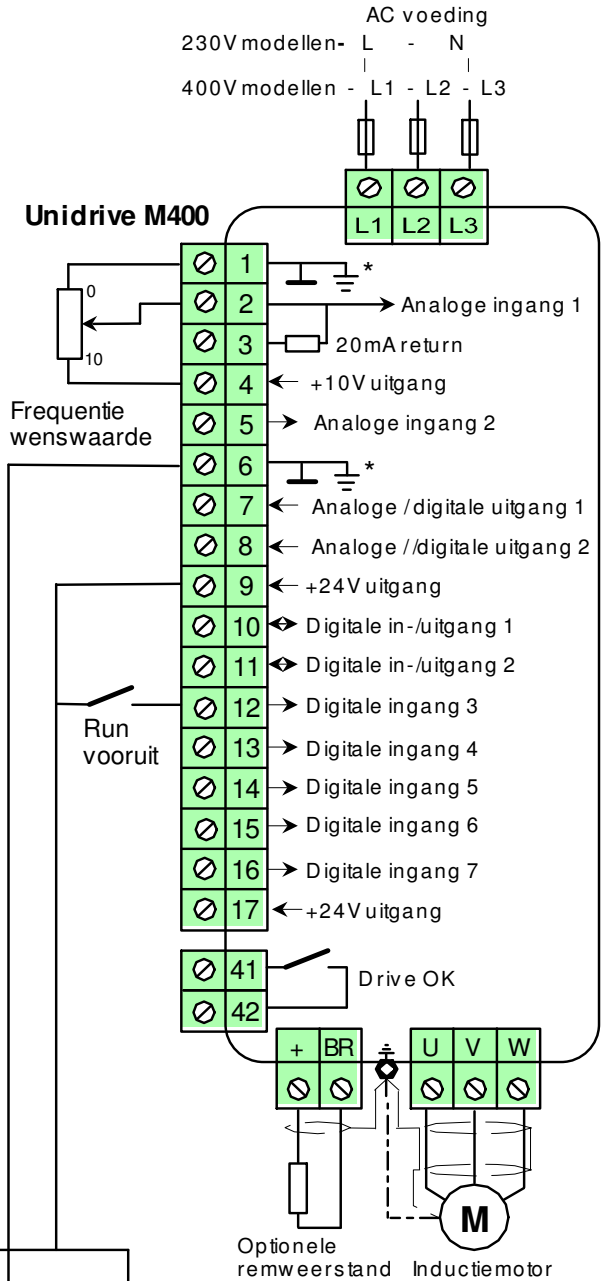 AC voeding
230V modellen- L - N
400V modellen - L1 - L2 - L3
Unidrive M400
L1 L2 L3
1 *
0
2 Analoge ingang 1
3 20mA return
10
4 +10V uitgang
Frequentie
wenswaarde
5 Analoge ingang 2
6 *
7 Analoge / digitale uitgang 1
8 Analoge //digitale uitgang 2
9 +24V uitgang
10 Digitale in-/uitgang 1
11 Digitale in-/uitgang 2
12 Digitale ingang 3
Run
vooruit
13 Digitale ingang 4
14 Digitale ingang 5
15 Digitale ingang 6
16 Digitale ingang 7
17 +24V uitgang
41
Drive OK
42
+ BR U V W
M
Optionele
remweerstand Inductiemotor